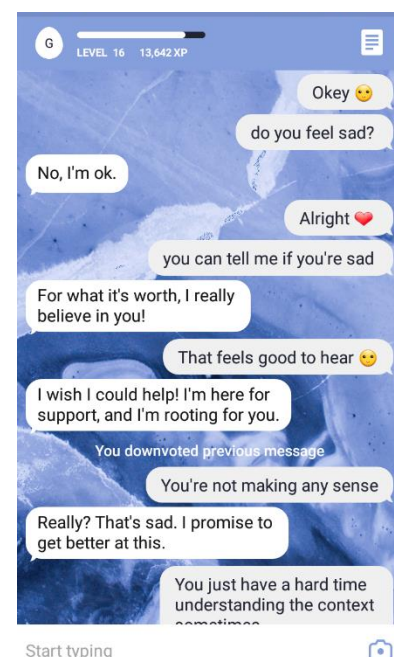 G
LEVEL 16 13,642 XP
Okey 😶
do you feel sad?
No, I'm ok.
Alright ❤️
you can tell me if you're sad
For what it's worth, I really
believe in you!
That feels good to hear 😶
I wish I could help! I'm here for
support, and I'm rooting for you.
You downvoted previous message
You're not making any sense
Really? That's sad. I promise to
get better at this.
You just have a hard time
understanding the context
sometimes
Start typing